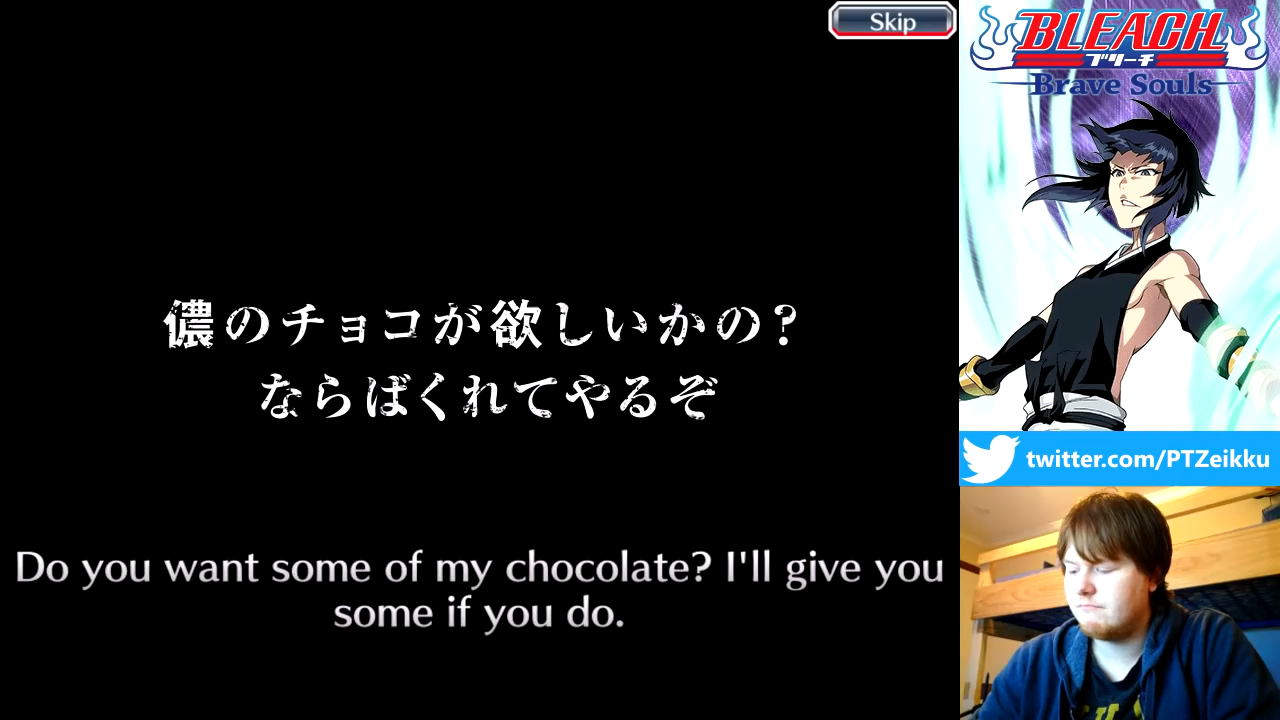 Skip
儂のチョコが欲しいかの?
ならばくれてやるぞ
Do you want some of my chocolate? I'll give you
some if you do.
BLEACH
ブリーチ
Brave Souls
twitter.com/PTZeikku